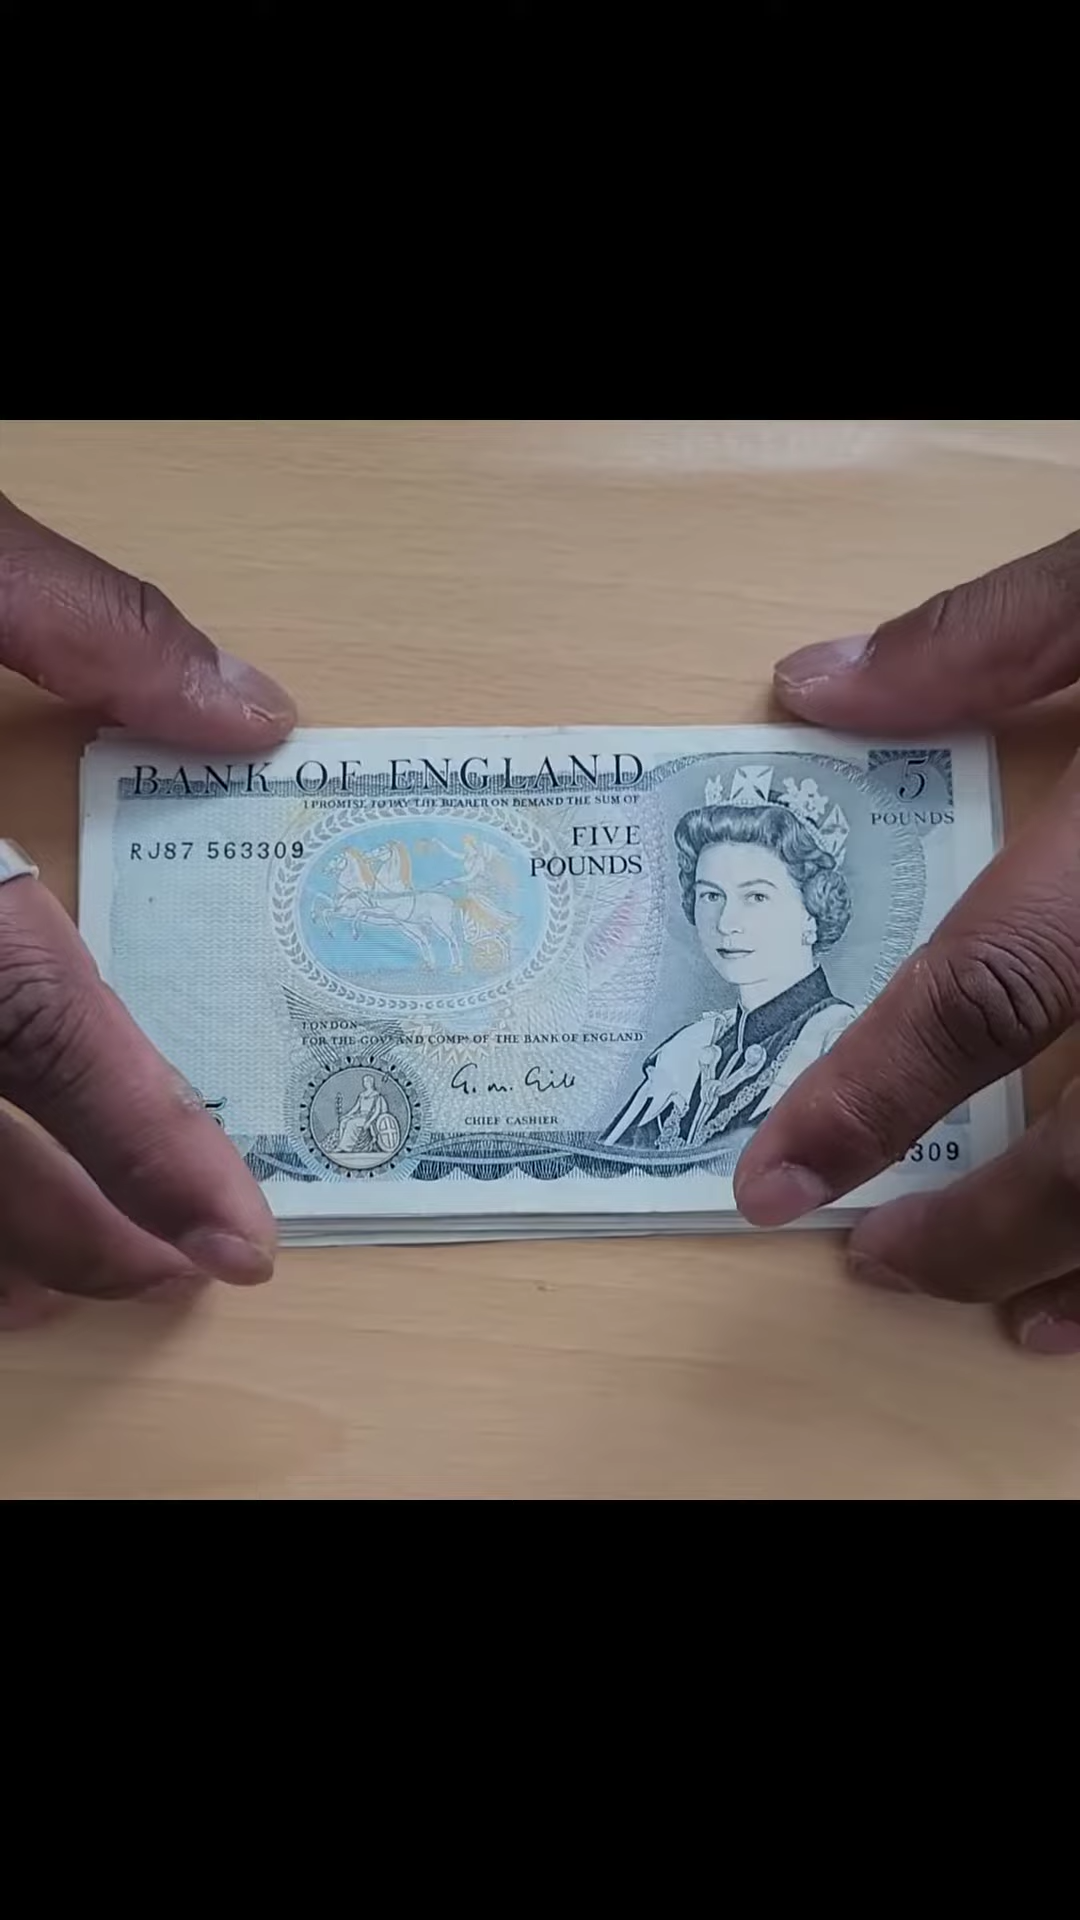 BANK OF ENGLAND
I PROMISE TO PAY THE BEARER ON DEMAND THE SUM OF
5
POUNDS
RJ87 563309
FIVE
POUNDS
LONDON
FOR THE GOVR AND COMPA OF THE BANK OF ENGLAND
G. M. Gill
CHIEF CASHIER
309